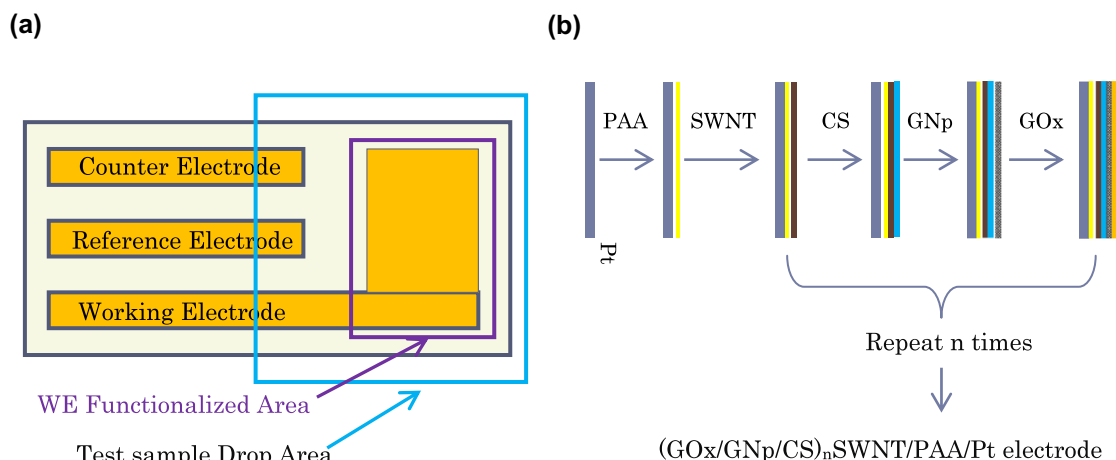 (a)
Counter Electrode
Reference Electrode
Working Electrode
WE Functionalized Area
Test sample Drop Area
(b)
PAA SWNT CS GNp GOx
Pt
Repeat n times
(GOx/GNp/CS)ₙSWNT/PAA/Pt electrode